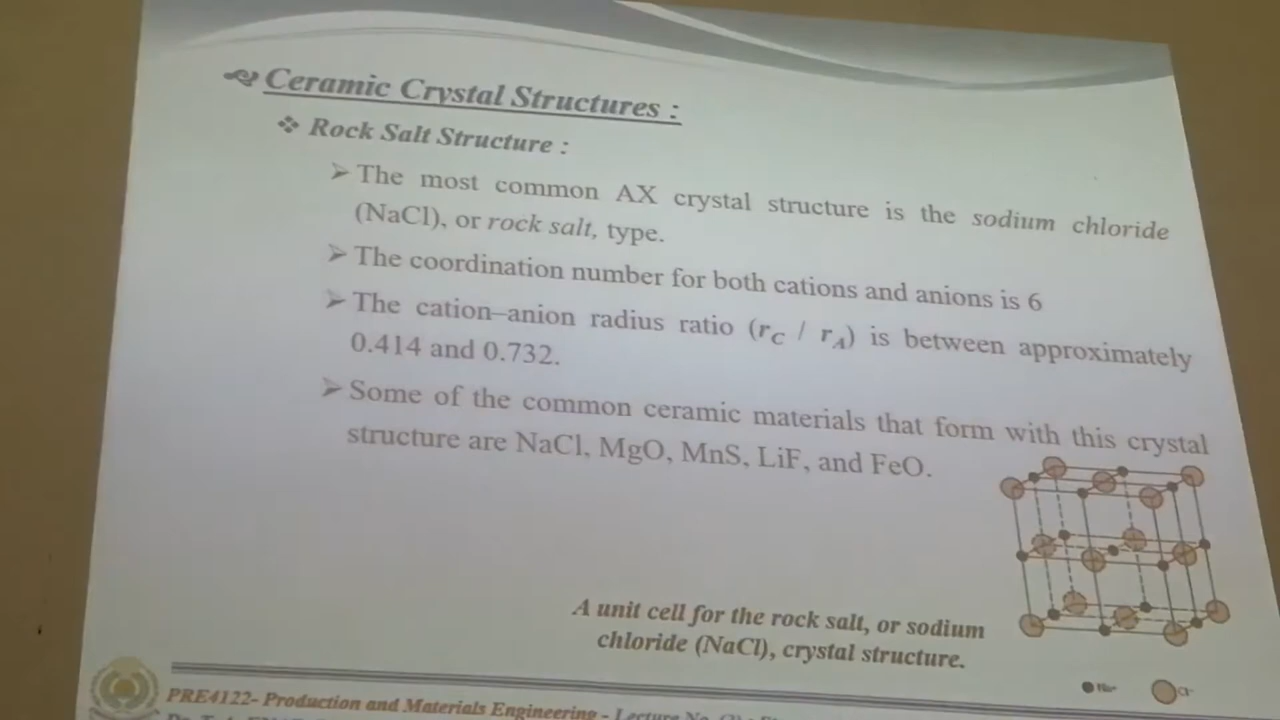 Ceramic Crystal Structures :
Rock Salt Structure :
The most common AX crystal structure is the sodium chloride
(NaCl), or rock salt, type.
The coordination number for both cations and anions is 6
The cation–anion radius ratio (rC / rA) is between approximately
0.414 and 0.732.
Some of the common ceramic materials that form with this crystal
structure are NaCl, MgO, MnS, LiF, and FeO.
A unit cell for the rock salt, or sodium
chloride (NaCl), crystal structure.
Na+ Cl-
PRE4122- Production and Materials Engineering - Lecture No.